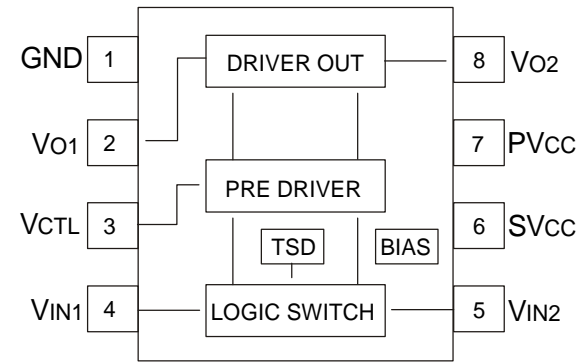 GND 1 DRIVER OUT 8 VO2
VO1 2 7 PVCC
VCTL 3 PRE DRIVER 6 SVCC
TSD BIAS
VIN1 4 LOGIC SWITCH 5 VIN2